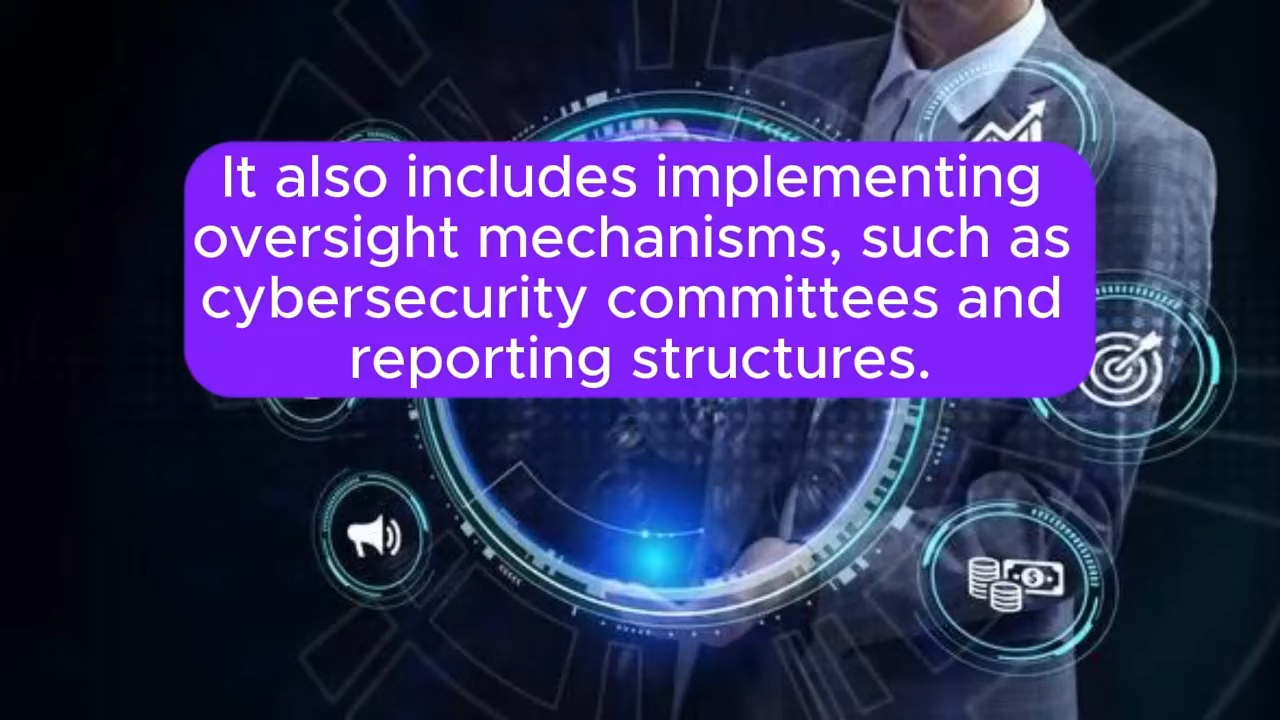 It also includes implementing
oversight mechanisms, such as
cybersecurity committees and
reporting structures.